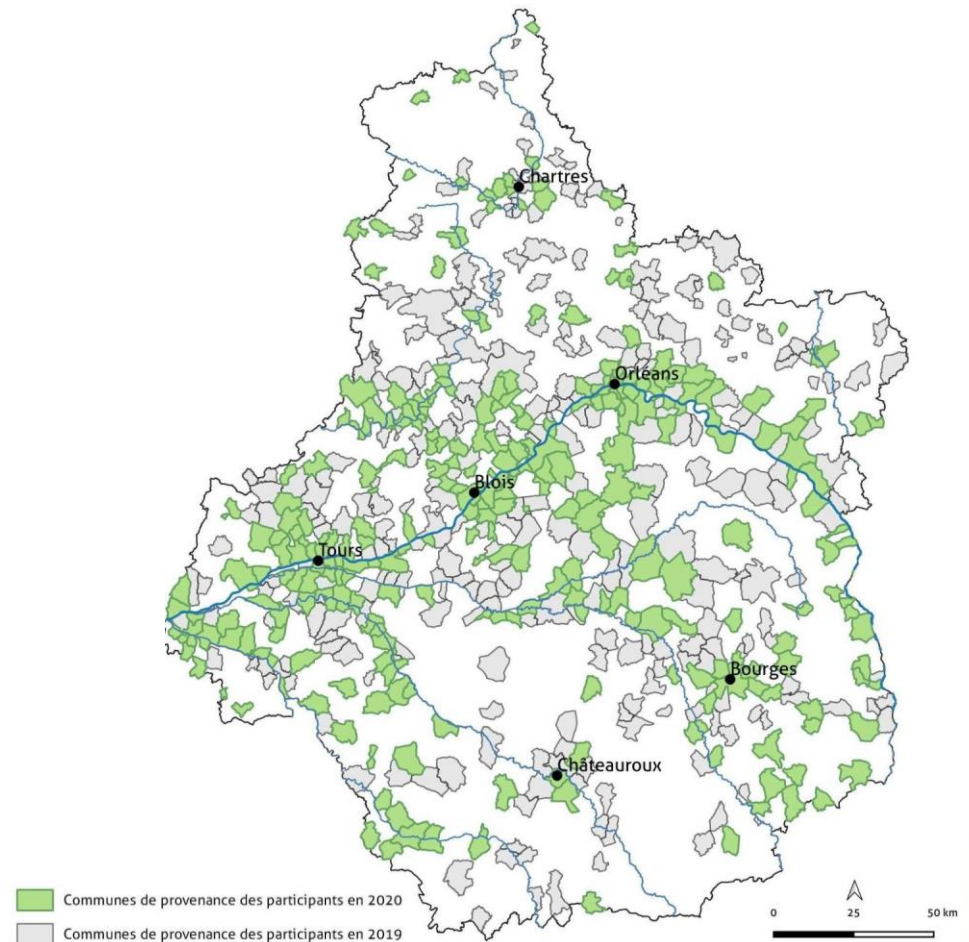 Chartres
Orléans
Blois
Tours
Bourges
Châteauroux
Communes de provenance des participants en 2020
Communes de provenance des participants en 2019
0 25 50 km